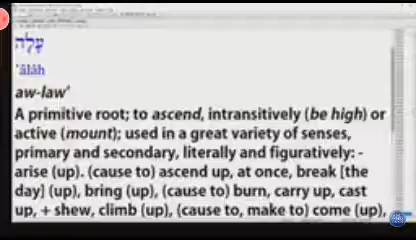 עָלָה
‛âlâh
aw-law'
A primitive root; to ascend, intransitively (be high) or
active (mount); used in a great variety of senses,
primary and secondary, literally and figuratively: -
arise (up). (cause to) ascend up, at once, break [the
day] (up), bring (up), (cause to) burn, carry up, cast
up, + shew, climb (up), (cause to, make to) come (up),